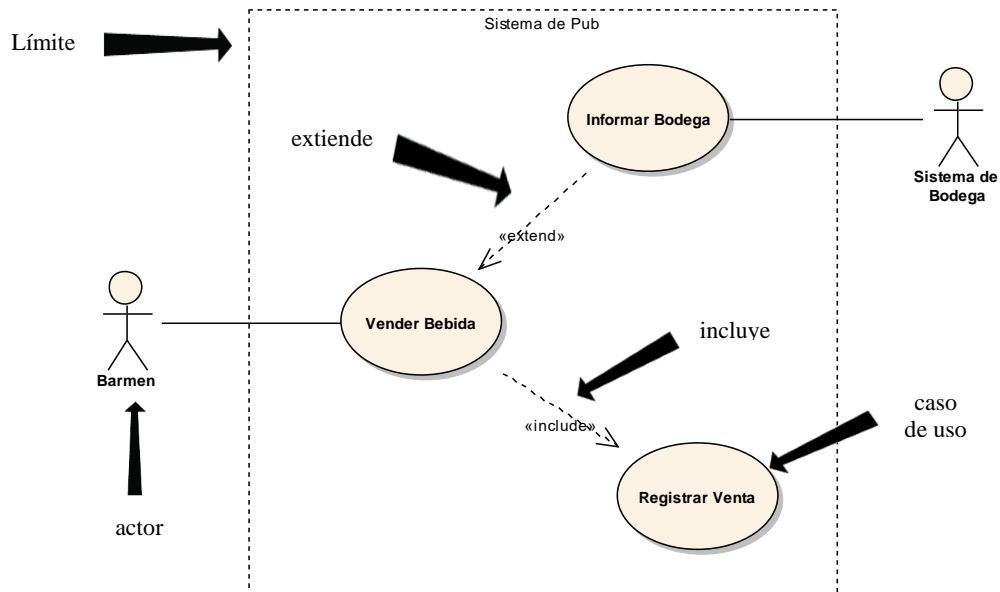 Sistema de Pub
Límite
Informar Bodega
extiende
Sistema de
Bodega
«extend»
Vender Bebida
incluye
Barmen
caso
de uso
«include»
Registrar Venta
actor